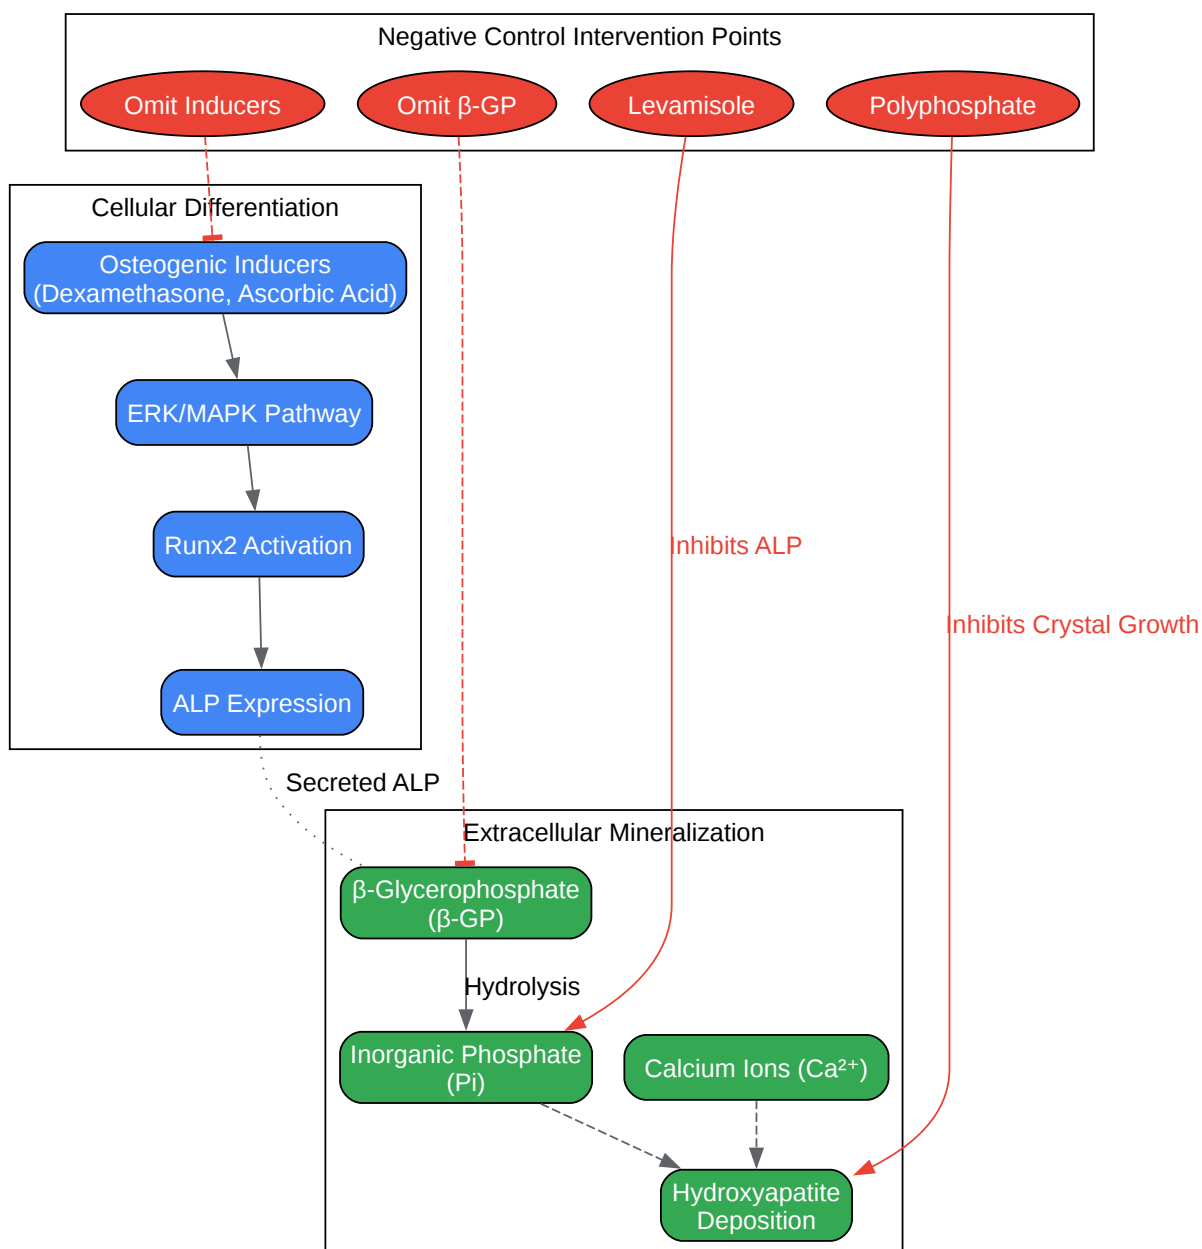 Negative Control Intervention Points
Omit Inducers
Omit β-GP
Levamisole
Polyphosphate
Cellular Differentiation
Osteogenic Inducers
(Dexamethasone, Ascorbic Acid)
ERK/MAPK Pathway
Runx2 Activation
Inhibits ALP
Inhibits Crystal Growth
ALP Expression
Secreted ALP
Extracellular Mineralization
β-Glycerophosphate
(β-GP)
Hydrolysis
Inorganic Phosphate
(Pi)
Calcium Ions (Ca²⁺)
Hydroxyapatite
Deposition